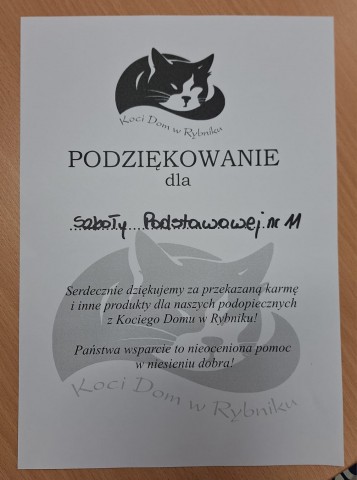 Koci Dom w Rybniku
PODZIĘKOWANIE
dla
Szkoły Podstawowej nr 11
Serdecznie dziękujemy za przekazaną karmę
i inne produkty dla naszych podopiecznych
z Kociego Domu w Rybniku!
Państwa wsparcie to nieoceniona pomoc
w niesieniu dobra!
Koci Dom w Rybniku